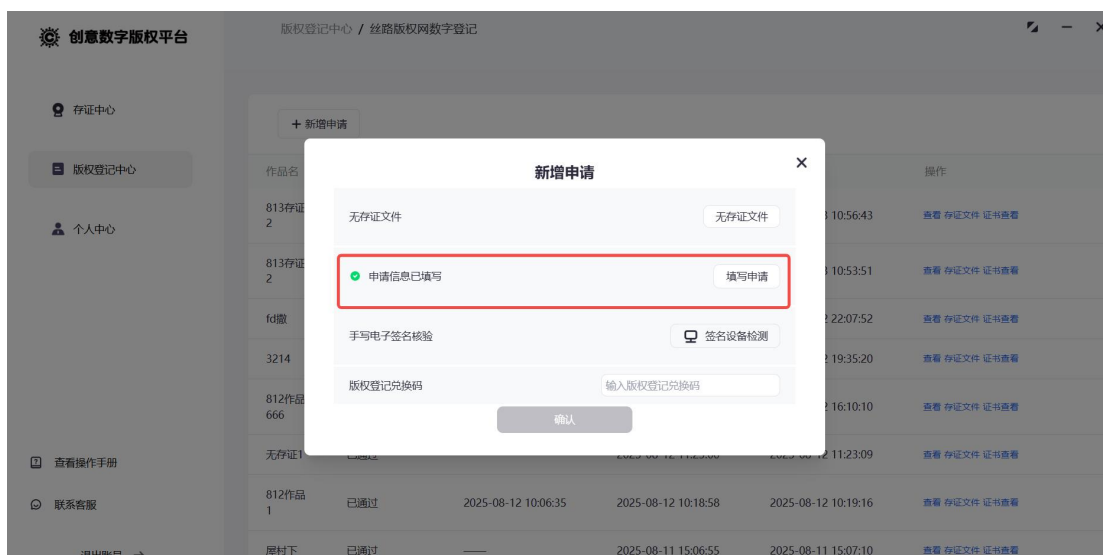 创意数字版权平台
版权登记中心 / 丝路版权网数字登记
存证中心
版权登记中心
个人中心
查看操作手册
联系客服
+ 新增申请
作品名
操作
新增申请
无存证文件
无存证文件
申请信息已填写
填写申请
手写电子签名核验
签名设备检测
版权登记兑换码
输入版权登记兑换码
确认
813存证
2
10:56:43
查看 存证文件 证书查看
813存证
2
10:53:51
查看 存证文件 证书查看
fd撒
2 22:07:52
查看 存证文件 证书查看
3214
2 19:35:20
查看 存证文件 证书查看
812作品
666
2 16:10:10
查看 存证文件 证书查看
无存证1
11:23:09
查看 存证文件 证书查看
812作品
1
已通过
2025-08-12 10:06:35
2025-08-12 10:18:58
2025-08-12 10:19:16
查看 存证文件 证书查看
屋村下
已通过
——
2025-08-11 15:06:55
2025-08-11 15:07:10
查看 存证文件 证书查看